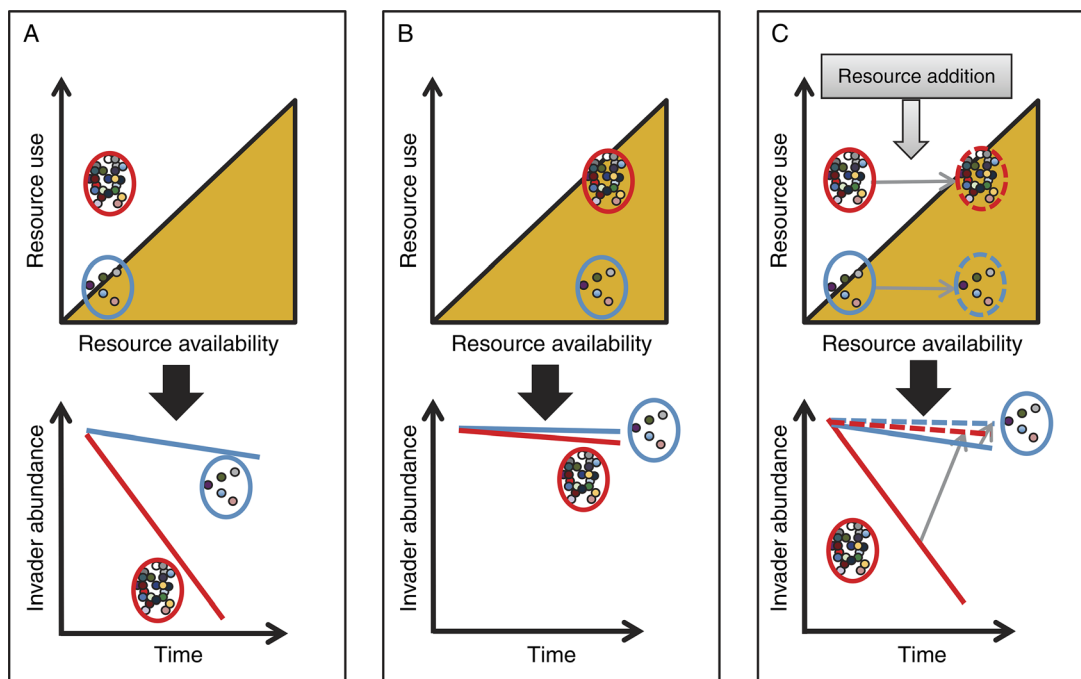 A
Resource use
Resource availability
Invader abundance
Time
B
Resource use
Resource availability
Invader abundance
Time
C
Resource addition
Resource use
Resource availability
Invader abundance
Time